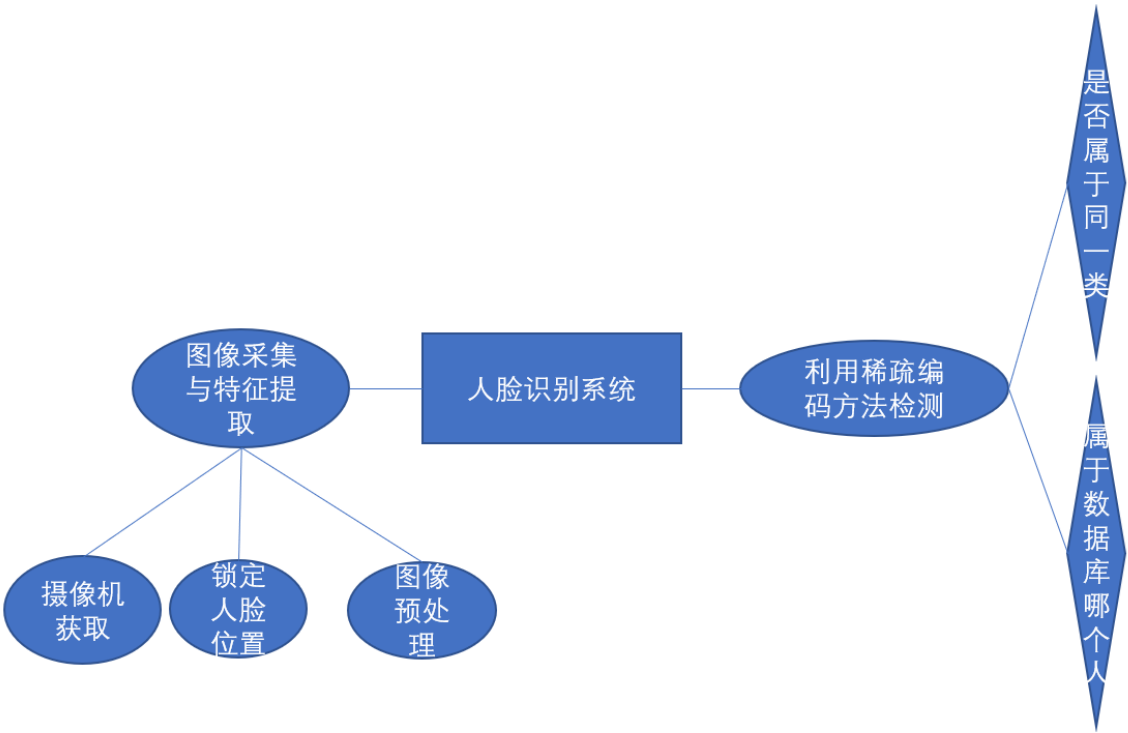 图像采集
与特征提
取
人脸识别系统
利用稀疏编
码方法检测
是
否
属
于
同
一
类
摄像机
获取
锁定
人脸
位置
图像
预处
理
属
于
数
据
库
哪
个
人